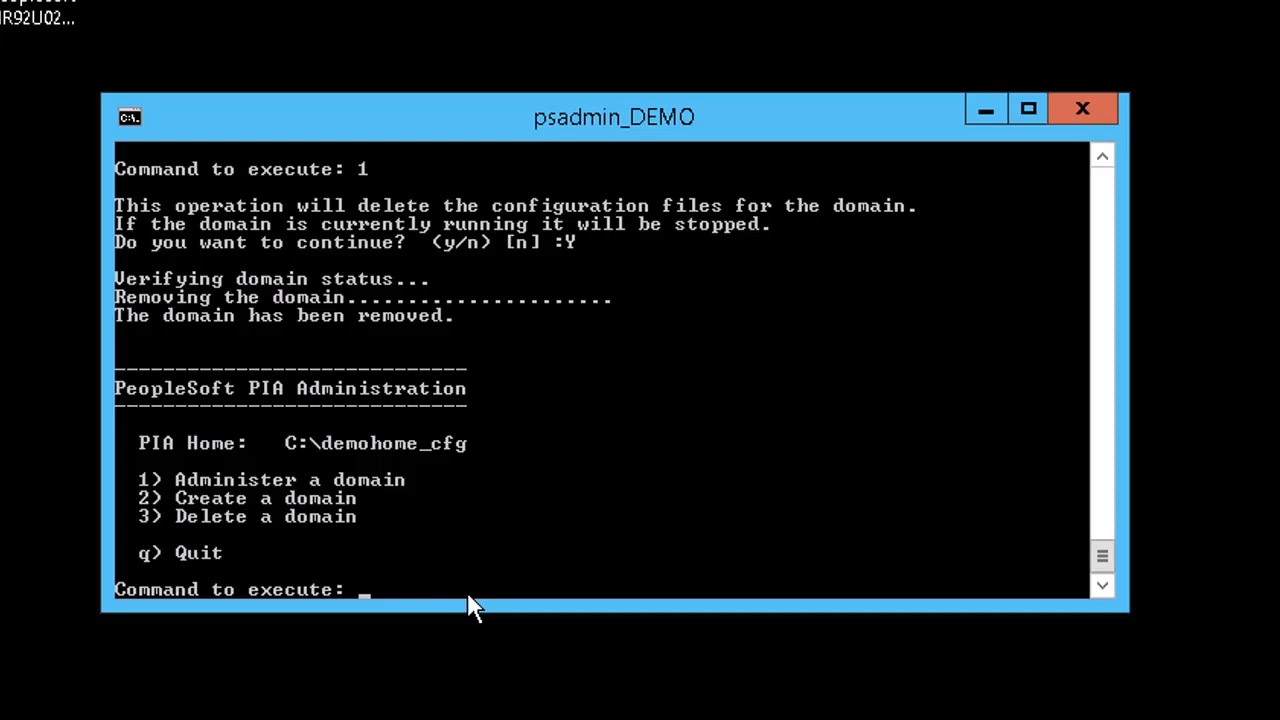 IR92U02...
psadmin_DEMO
Command to execute: 1
This operation will delete the configuration files for the domain.
If the domain is currently running it will be stopped.
Do you want to continue?  (y/n) [n] :Y
Verifying domain status...
Removing the domain......................
The domain has been removed.
-----------------------------
PeopleSoft PIA Administration
-----------------------------
PIA Home:   C:\demohome_cfg
1) Administer a domain
2) Create a domain
3) Delete a domain
q) Quit
Command to execute: _